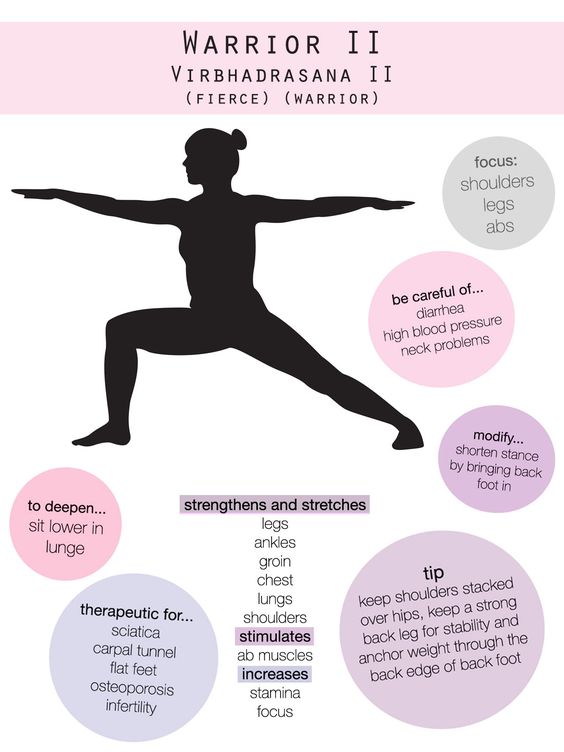 WARRIOR II
VIRBHADRASANA II
(FIERCE) (WARRIOR)
focus:
shoulders
legs
abs
be careful of...
diarrhea
high blood pressure
neck problems
modify...
shorten stance
by bringing back
foot in
to deepen...
sit lower in
lunge
strengthens and stretches
legs
ankles
groin
chest
lungs
shoulders
stimulates
ab muscles
increases
stamina
focus
therapeutic for...
sciatica
carpal tunnel
flat feet
osteoporosis
infertility
tip
keep shoulders stacked
over hips, keep a strong
back leg for stability and
anchor weight through the
back edge of back foot